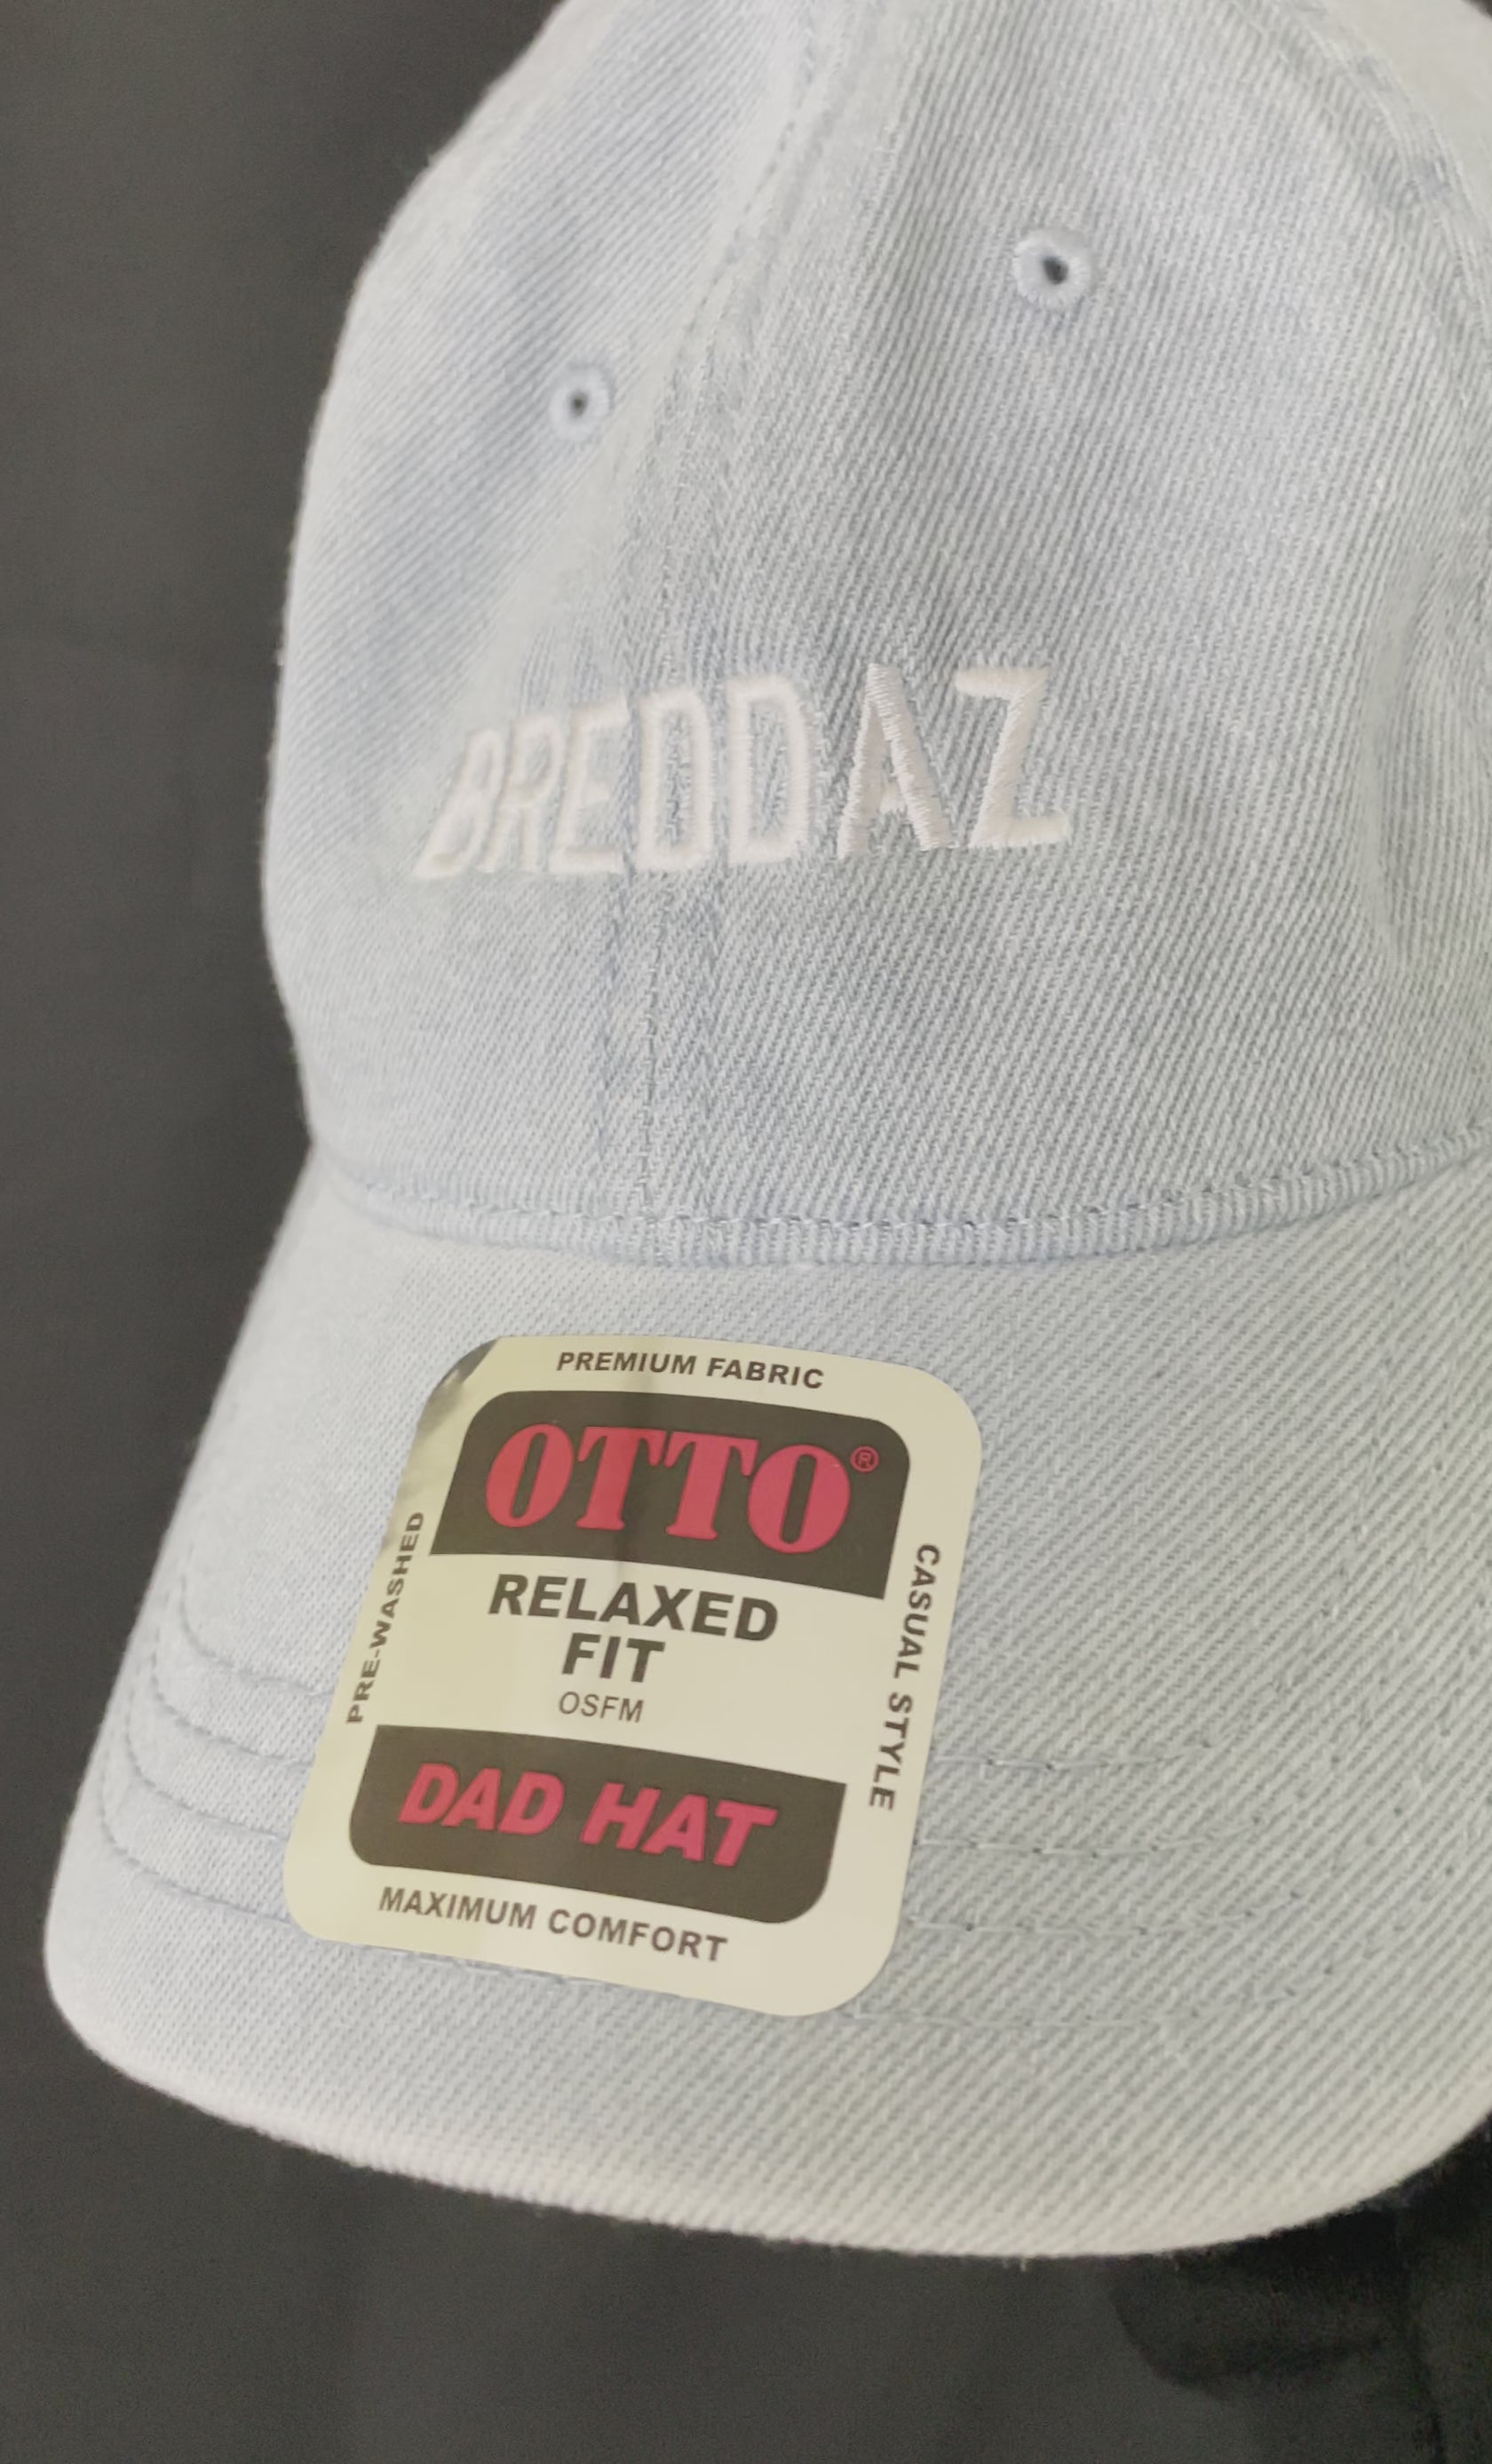 BREDDAZ
PREMIUM FABRIC
OTTO®
PRE-WASHED
CASUAL STYLE
RELAXED
FIT
OSFM
DAD HAT
MAXIMUM COMFORT